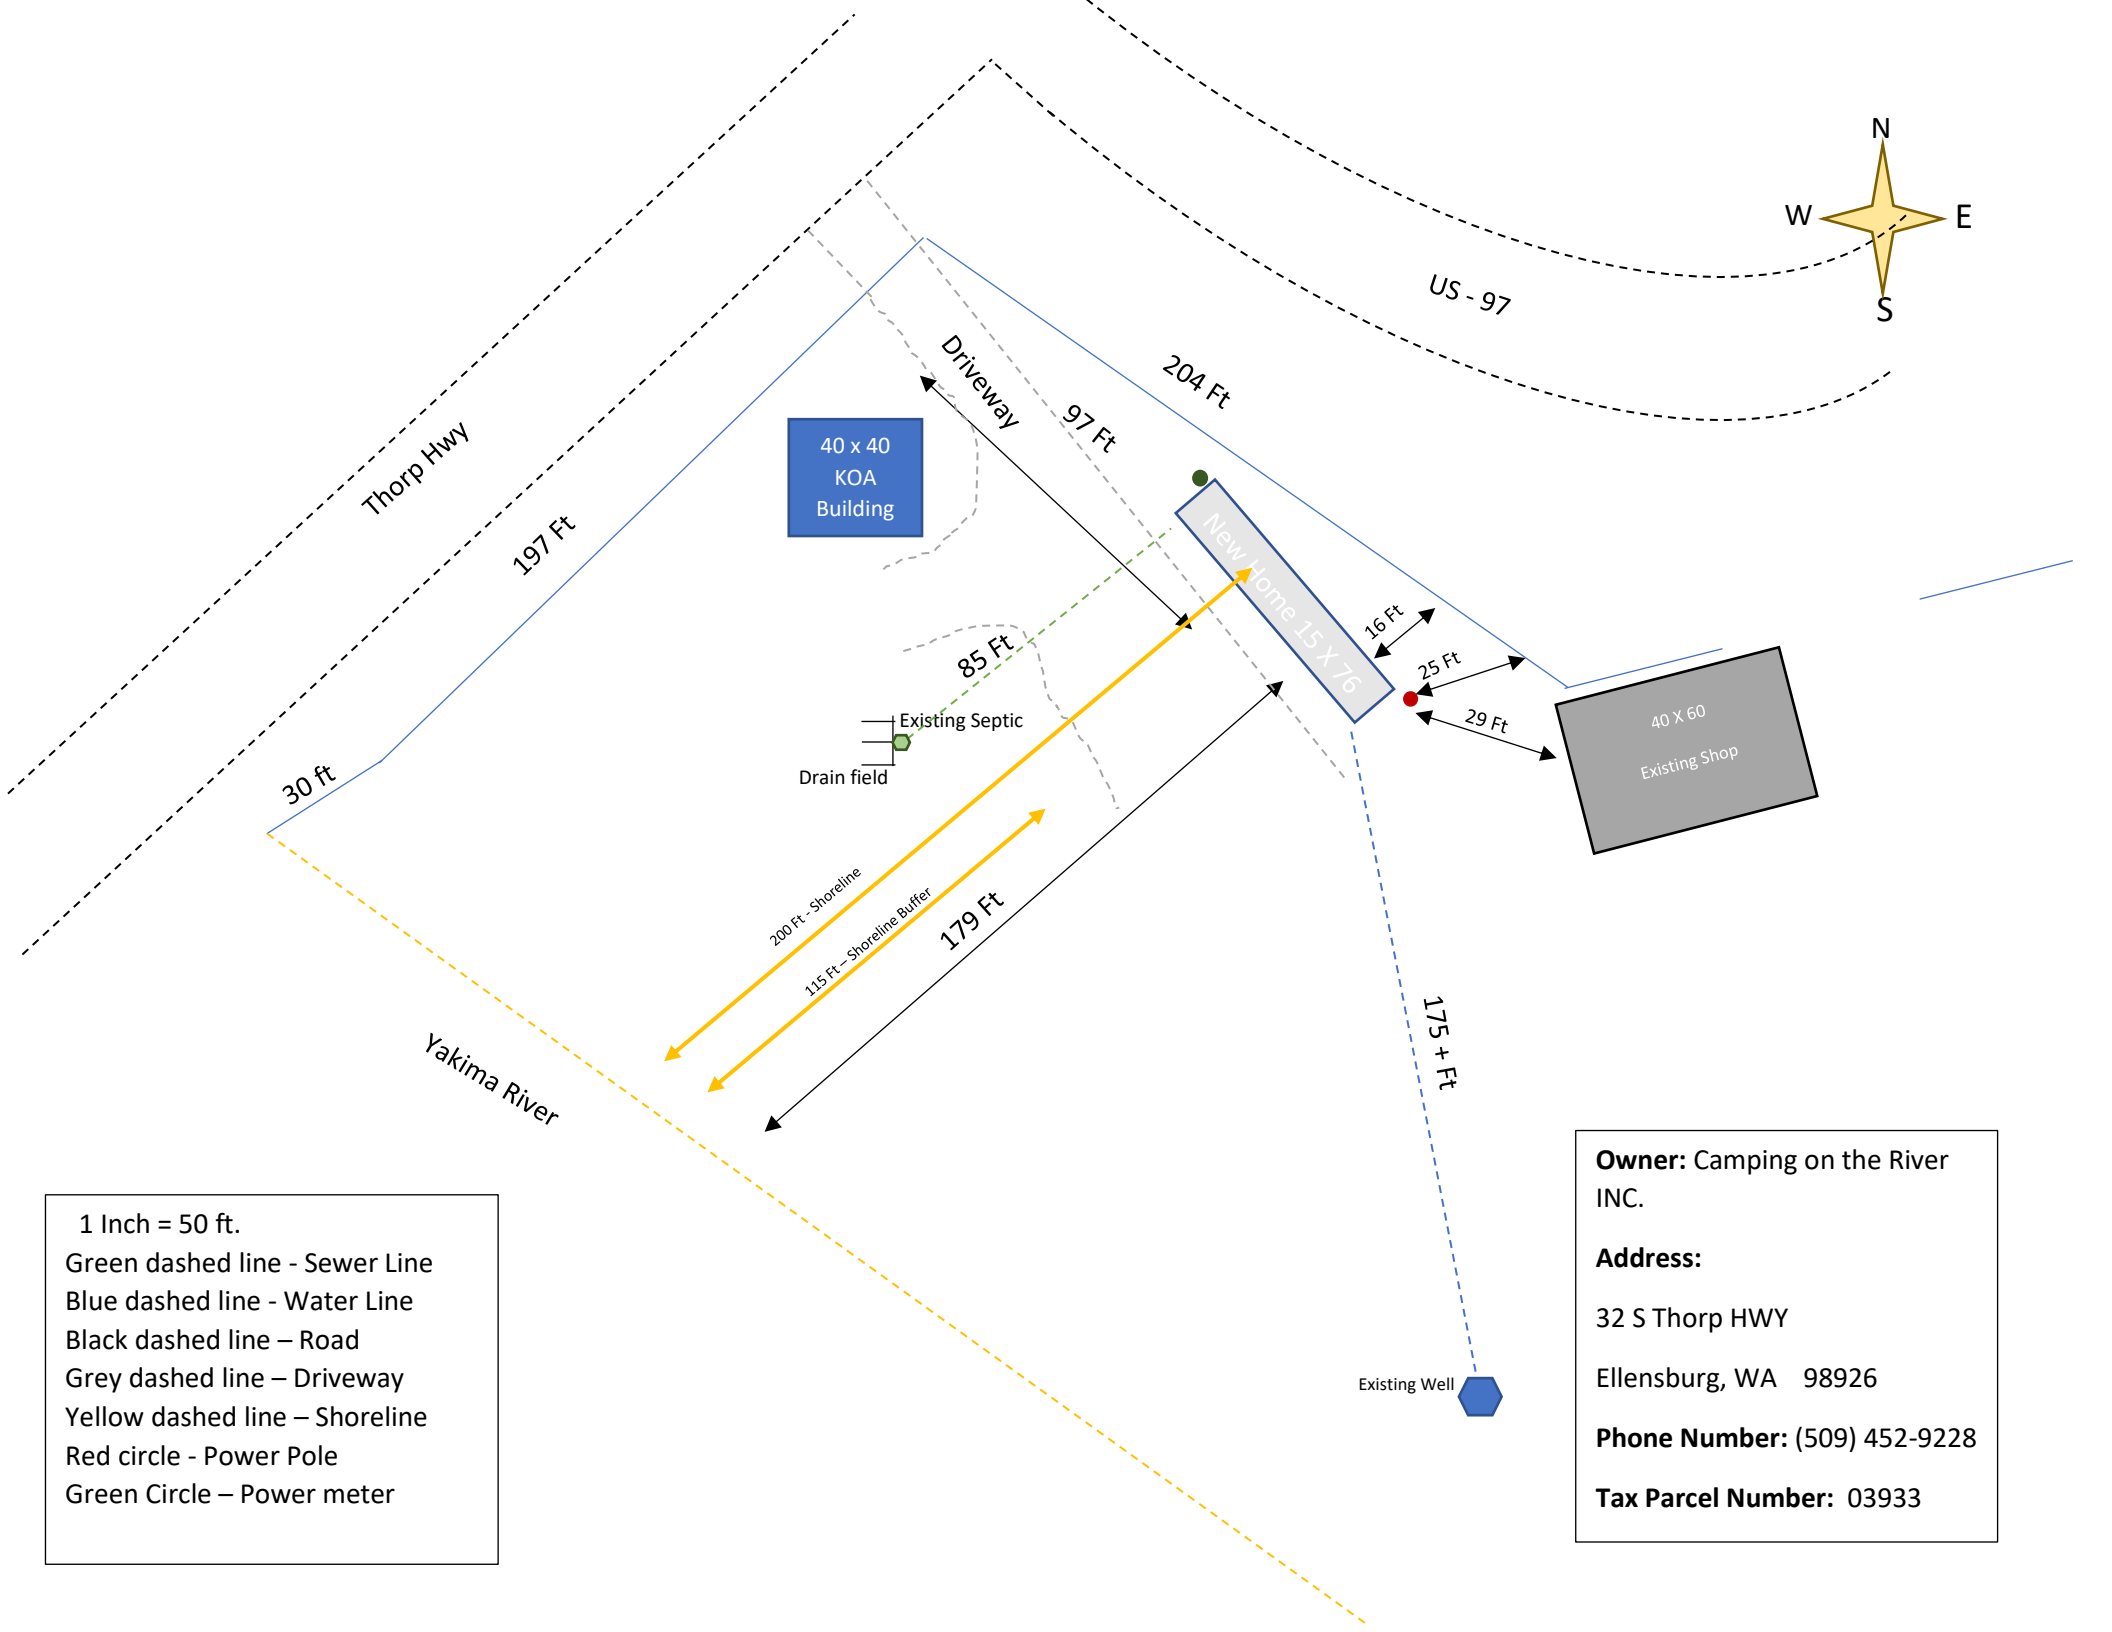 N
W
E
S
US - 97
Thorp Hwy
Driveway
204 Ft
97 Ft
40 x 40
KOA
Building
197 Ft
New Home 15 X 76
16 Ft
25 Ft
29 Ft
85 Ft
Existing Septic
Drain field
40 X 60
Existing Shop
30 ft
200 Ft - Shoreline
115 Ft – Shoreline Buffer
179 Ft
Yakima River
175 + Ft
Existing Well
1 Inch = 50 ft.
Green dashed line - Sewer Line
Blue dashed line - Water Line
Black dashed line – Road
Grey dashed line – Driveway
Yellow dashed line – Shoreline
Red circle - Power Pole
Green Circle – Power meter
Owner: Camping on the River
INC.
Address:
32 S Thorp HWY
Ellensburg, WA 98926
Phone Number: (509) 452-9228
Tax Parcel Number: 03933